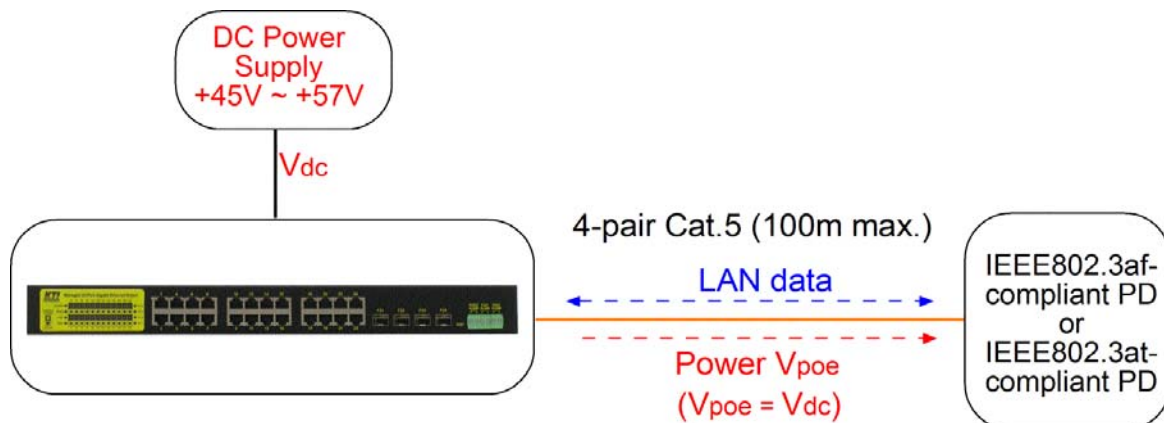 DC Power
Supply
+45V ~ +57V
Vdc
KTI
4-pair Cat.5 (100m max.)
LAN data
Power Vpoe
(Vpoe = Vdc)
IEEE802.3af-
compliant PD
or
IEEE802.3at-
compliant PD